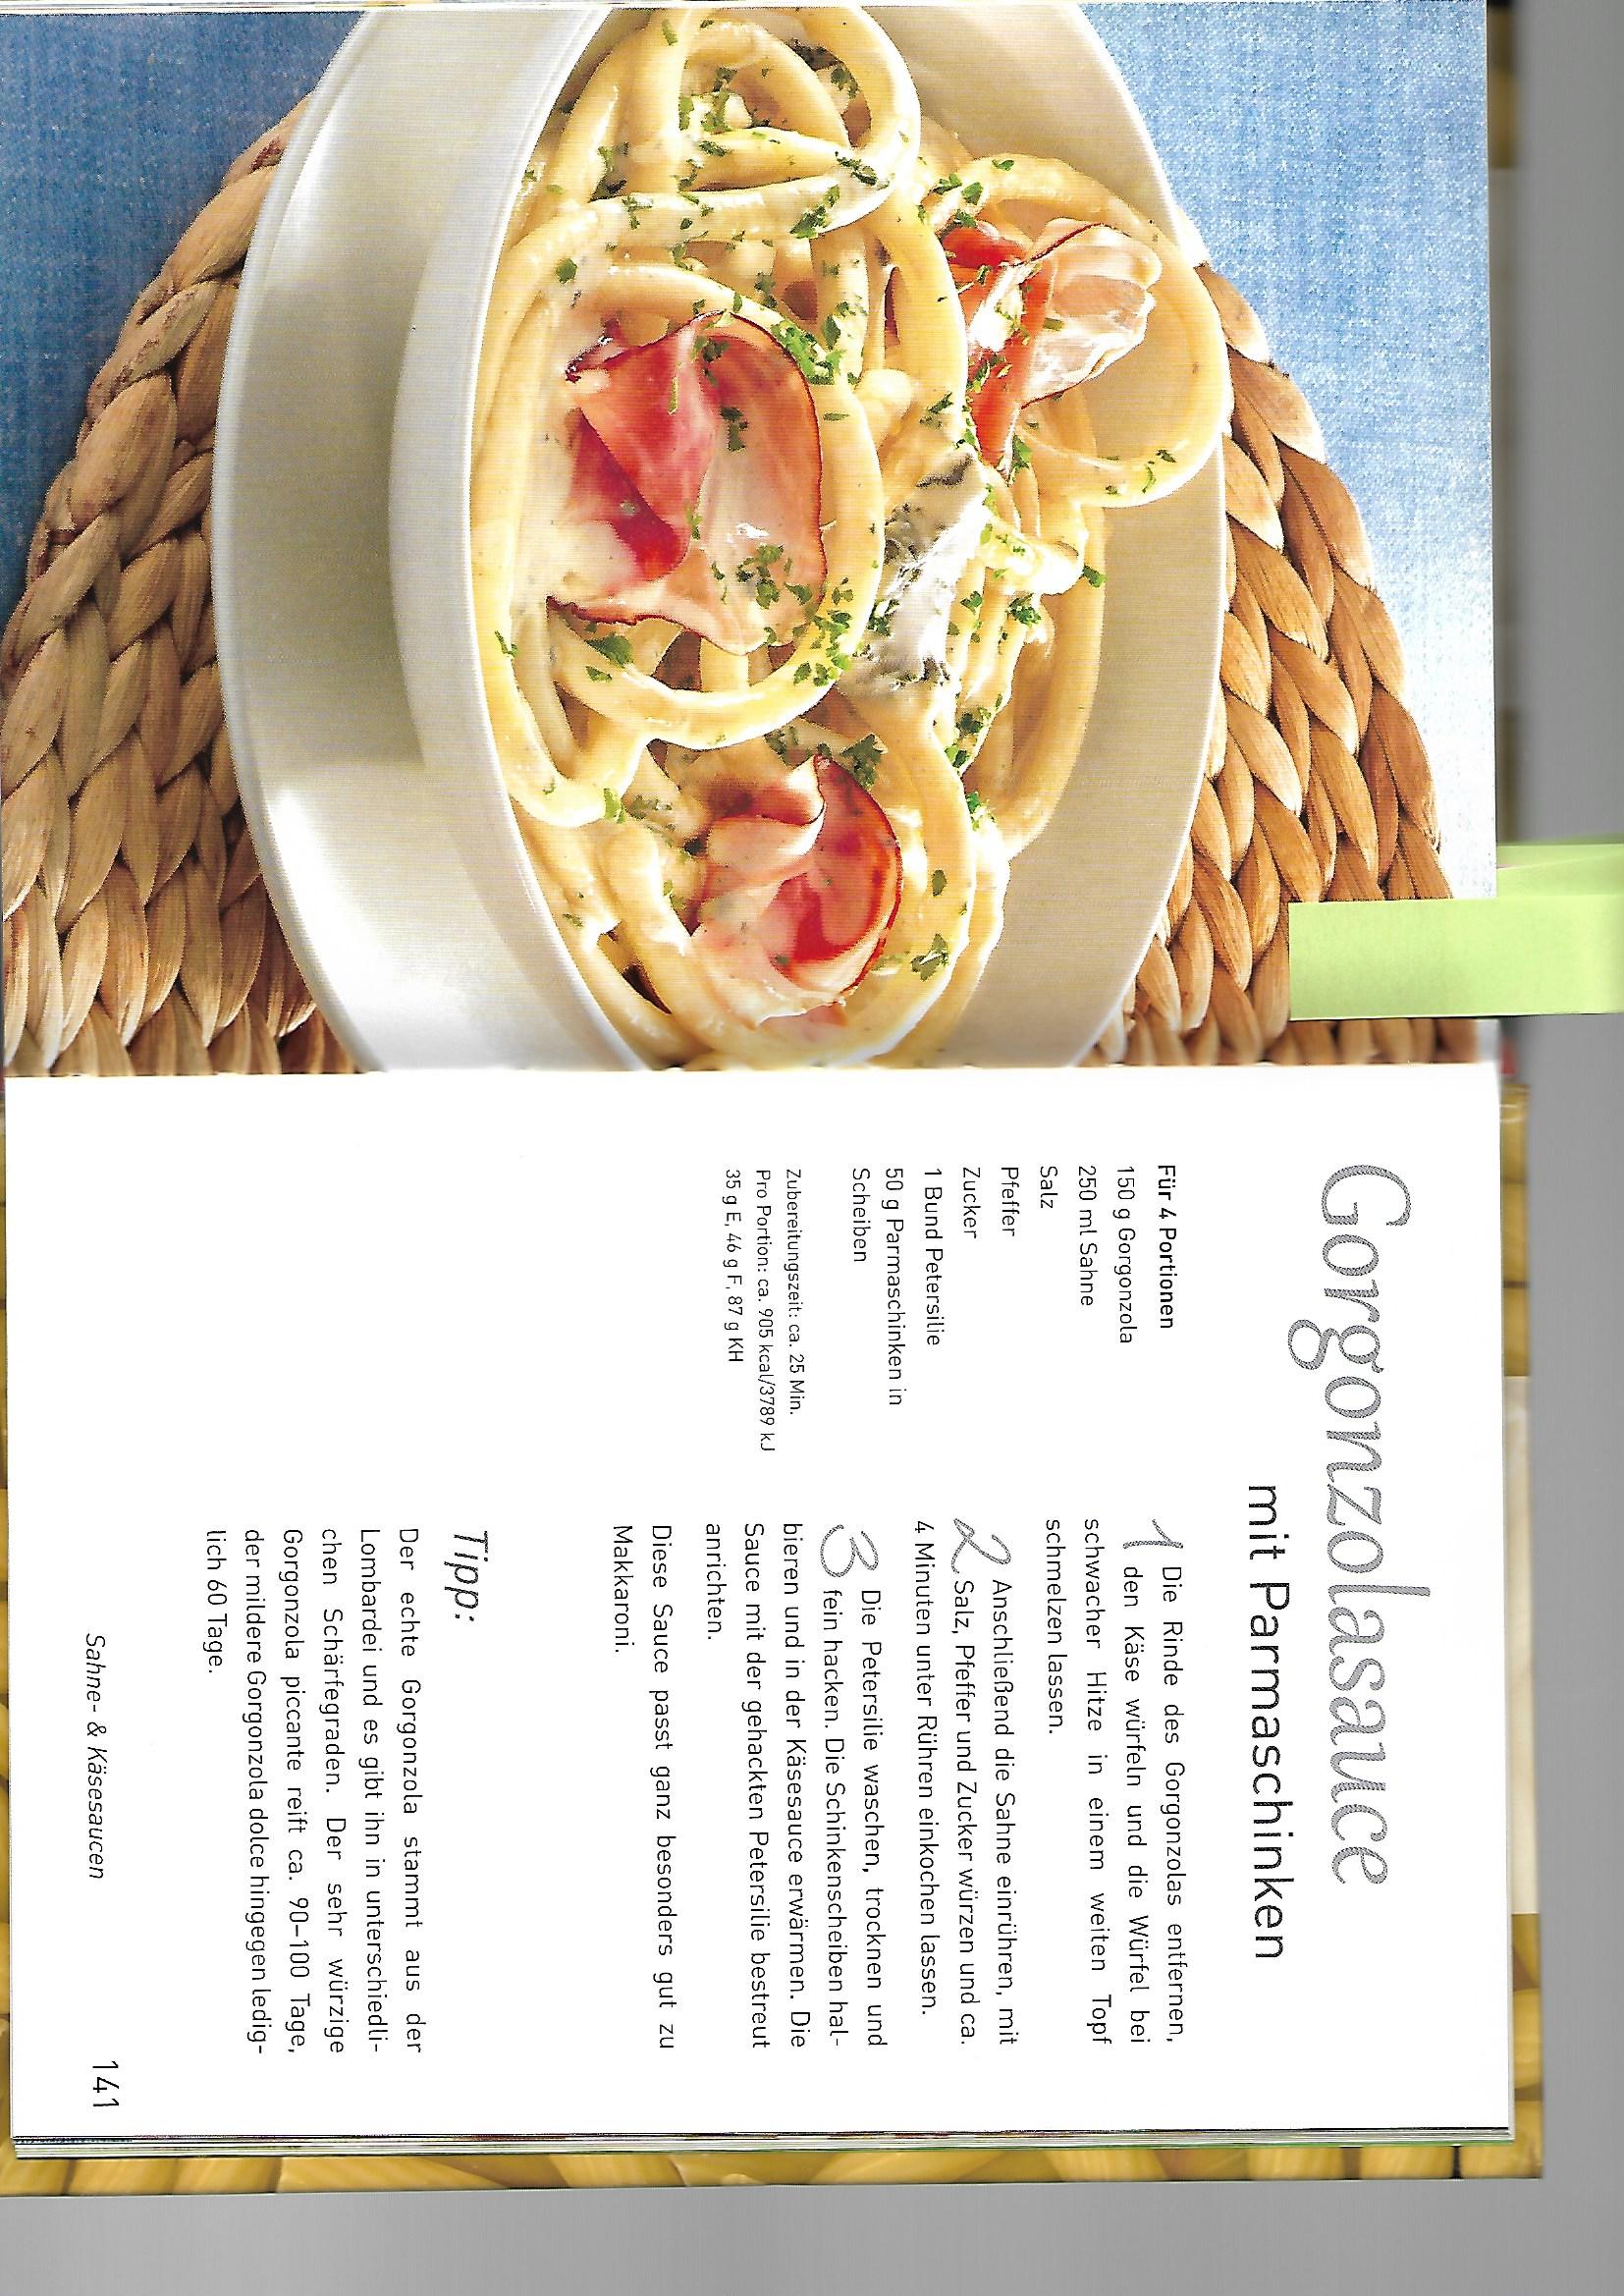 Gorgonzolasauce
mit Parmaschinken
Für 4 Portionen
150 g Gorgonzola
250 ml Sahne
Salz
Pfeffer
Zucker
1 Bund Petersilie
50 g Parmaschinken in
Scheiben
Zubereitungszeit: ca. 25 Min.
Pro Portion: ca. 905 kcal/3789 kJ
35 g E, 46 g F, 87 g KH
1 Die Rinde des Gorgonzolas entfernen,
den Käse würfeln und die Würfel bei
schwacher Hitze in einem weiten Topf
schmelzen lassen.
2 Anschließend die Sahne einrühren, mit
Salz, Pfeffer und Zucker würzen und ca.
4 Minuten unter Rühren einkochen lassen.
3 Die Petersilie waschen, trocknen und
fein hacken. Die Schinkenscheiben hal-
bieren und in der Käsesauce erwärmen. Die
Sauce mit der gehackten Petersilie bestreut
anrichten.
Diese Sauce passt ganz besonders gut zu
Makkaroni.
Tipp:
Der echte Gorgonzola stammt aus der
Lombardei und es gibt ihn in unterschiedli-
chen Schärfegraden. Der sehr würzige
Gorgonzola piccante reift ca. 90–100 Tage,
der mildere Gorgonzola dolce hingegen ledig-
lich 60 Tage.
Sahne- & Käsesaucen
141